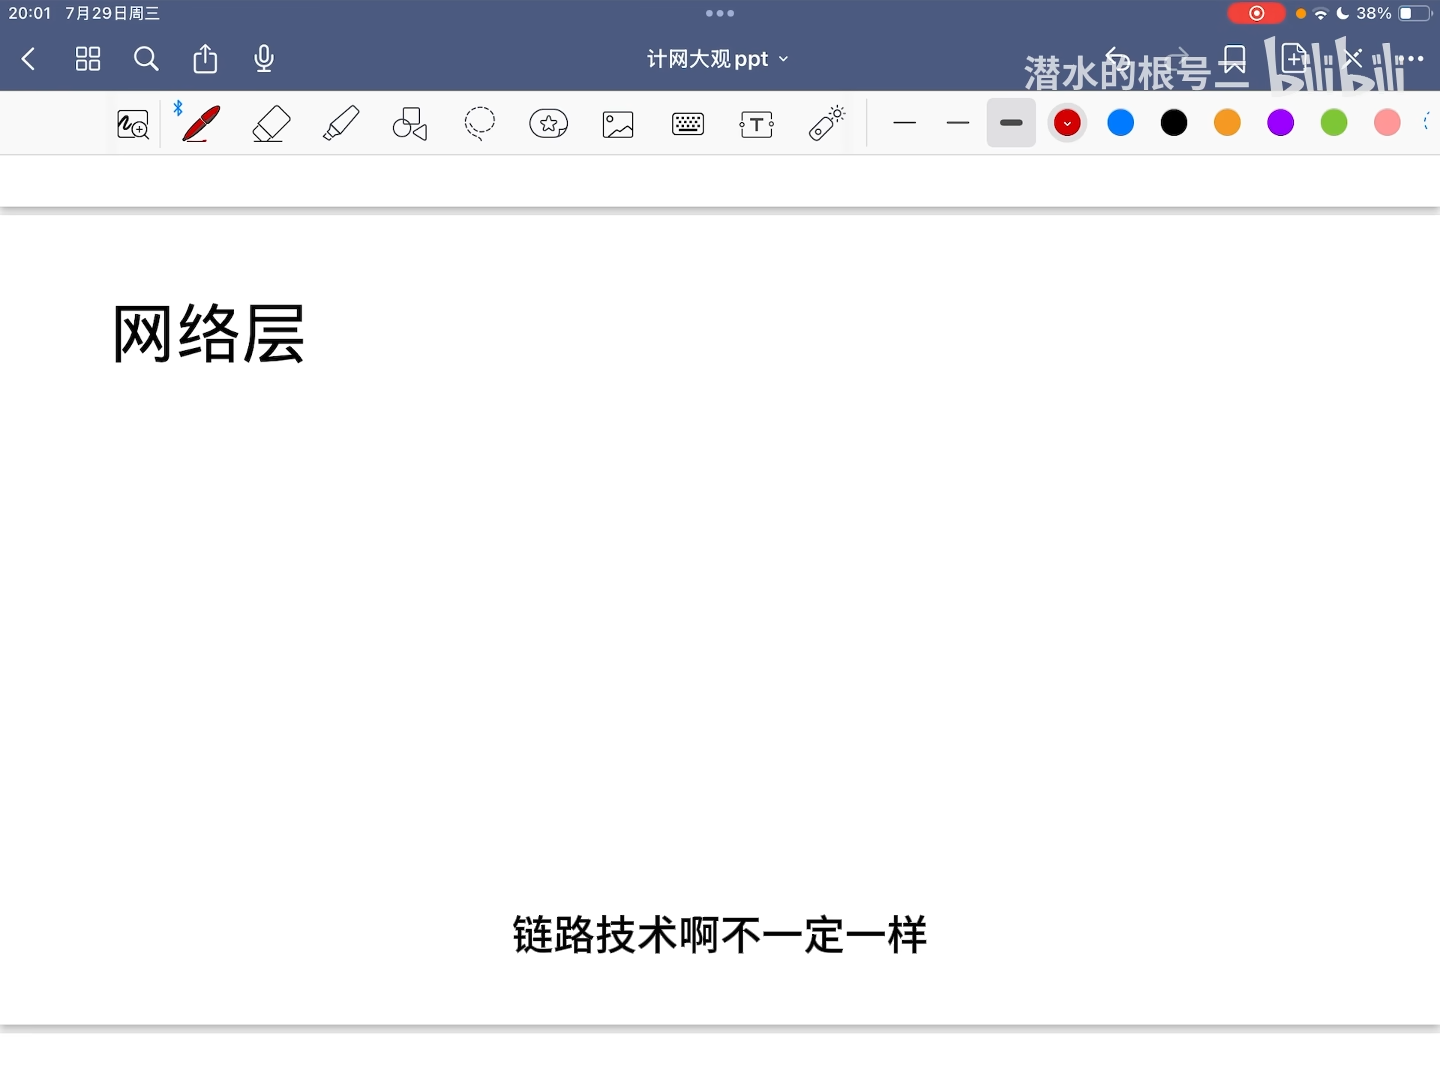 20:01 7月29日周三
38%
计网大观ppt
潜水的根号二 bilibili
T
网络层
链路技术啊不一定一样